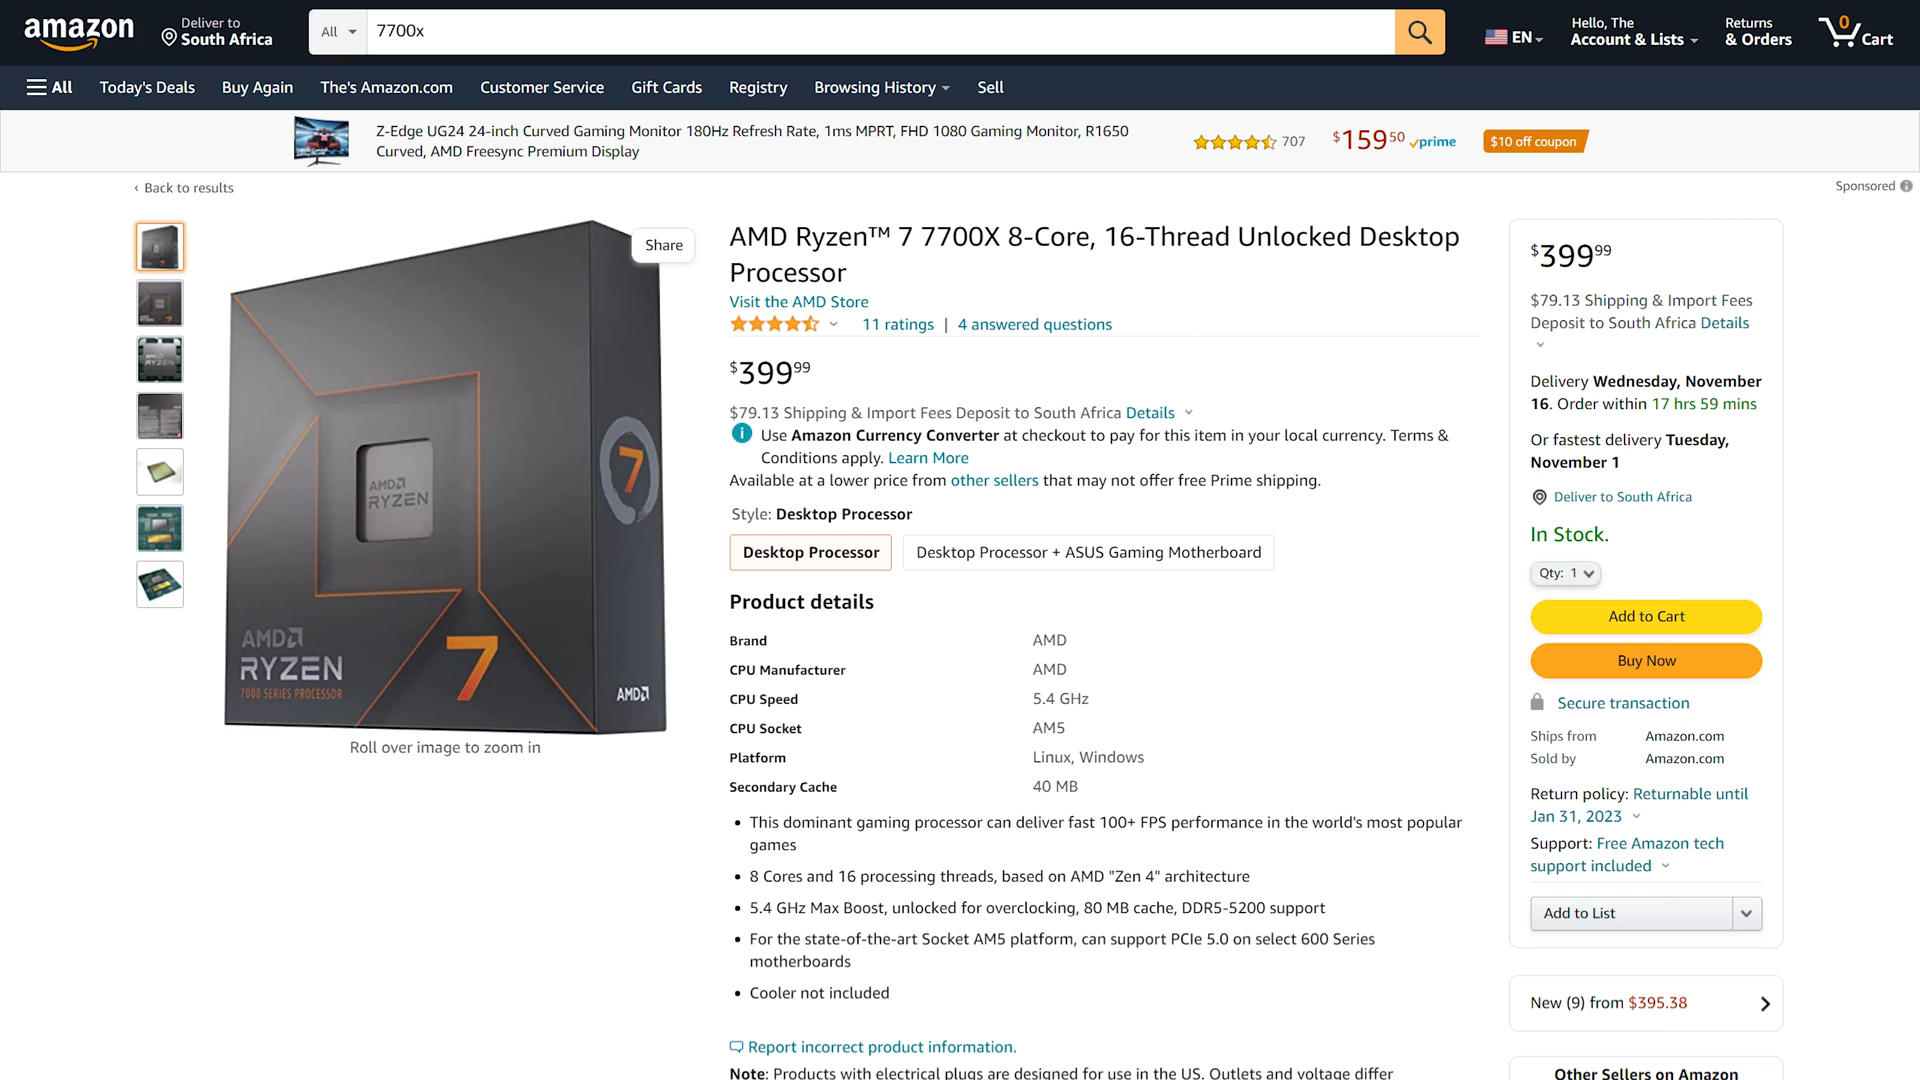 amazon
Deliver to
South Africa
All
7700x
EN
Hello, The
Account & Lists
Returns
& Orders
0
Cart
All
Today's Deals
Buy Again
The's Amazon.com
Customer Service
Gift Cards
Registry
Browsing History
Sell
Z-Edge UG24 24-inch Curved Gaming Monitor 180Hz Refresh Rate, 1ms MPRT, FHD 1080 Gaming Monitor, R1650
Curved, AMD Freesync Premium Display
707
$15950
prime
$10 off coupon
Sponsored
‹ Back to results
Share
AMD
RYZEN
7
AMD
RYZEN
7000 SERIES PROCESSOR
7
AMD
Roll over image to zoom in
AMD Ryzen™ 7 7700X 8-Core, 16-Thread Unlocked Desktop
Processor
Visit the AMD Store
11 ratings | 4 answered questions
$39999
$79.13 Shipping & Import Fees Deposit to South Africa Details
Use Amazon Currency Converter at checkout to pay for this item in your local currency. Terms &
Conditions apply. Learn More
Available at a lower price from other sellers that may not offer free Prime shipping.
Style: Desktop Processor
Desktop Processor
Desktop Processor + ASUS Gaming Motherboard
Product details
Brand AMD
CPU Manufacturer AMD
CPU Speed 5.4 GHz
CPU Socket AM5
Platform Linux, Windows
Secondary Cache 40 MB
• This dominant gaming processor can deliver fast 100+ FPS performance in the world's most popular
games
• 8 Cores and 16 processing threads, based on AMD "Zen 4" architecture
• 5.4 GHz Max Boost, unlocked for overclocking, 80 MB cache, DDR5-5200 support
• For the state-of-the-art Socket AM5 platform, can support PCIe 5.0 on select 600 Series
motherboards
• Cooler not included
Report incorrect product information.
Note: Products with electrical plugs are designed for use in the US. Outlets and voltage differ
$39999
$79.13 Shipping & Import Fees
Deposit to South Africa Details
Delivery Wednesday, November
16. Order within 17 hrs 59 mins
Or fastest delivery Tuesday,
November 1
Deliver to South Africa
In Stock.
Qty: 1
Add to Cart
Buy Now
Secure transaction
Ships from Amazon.com
Sold by Amazon.com
Return policy: Returnable until
Jan 31, 2023
Support: Free Amazon tech
support included
Add to List
New (9) from $395.38
Other Sellers on Amazon